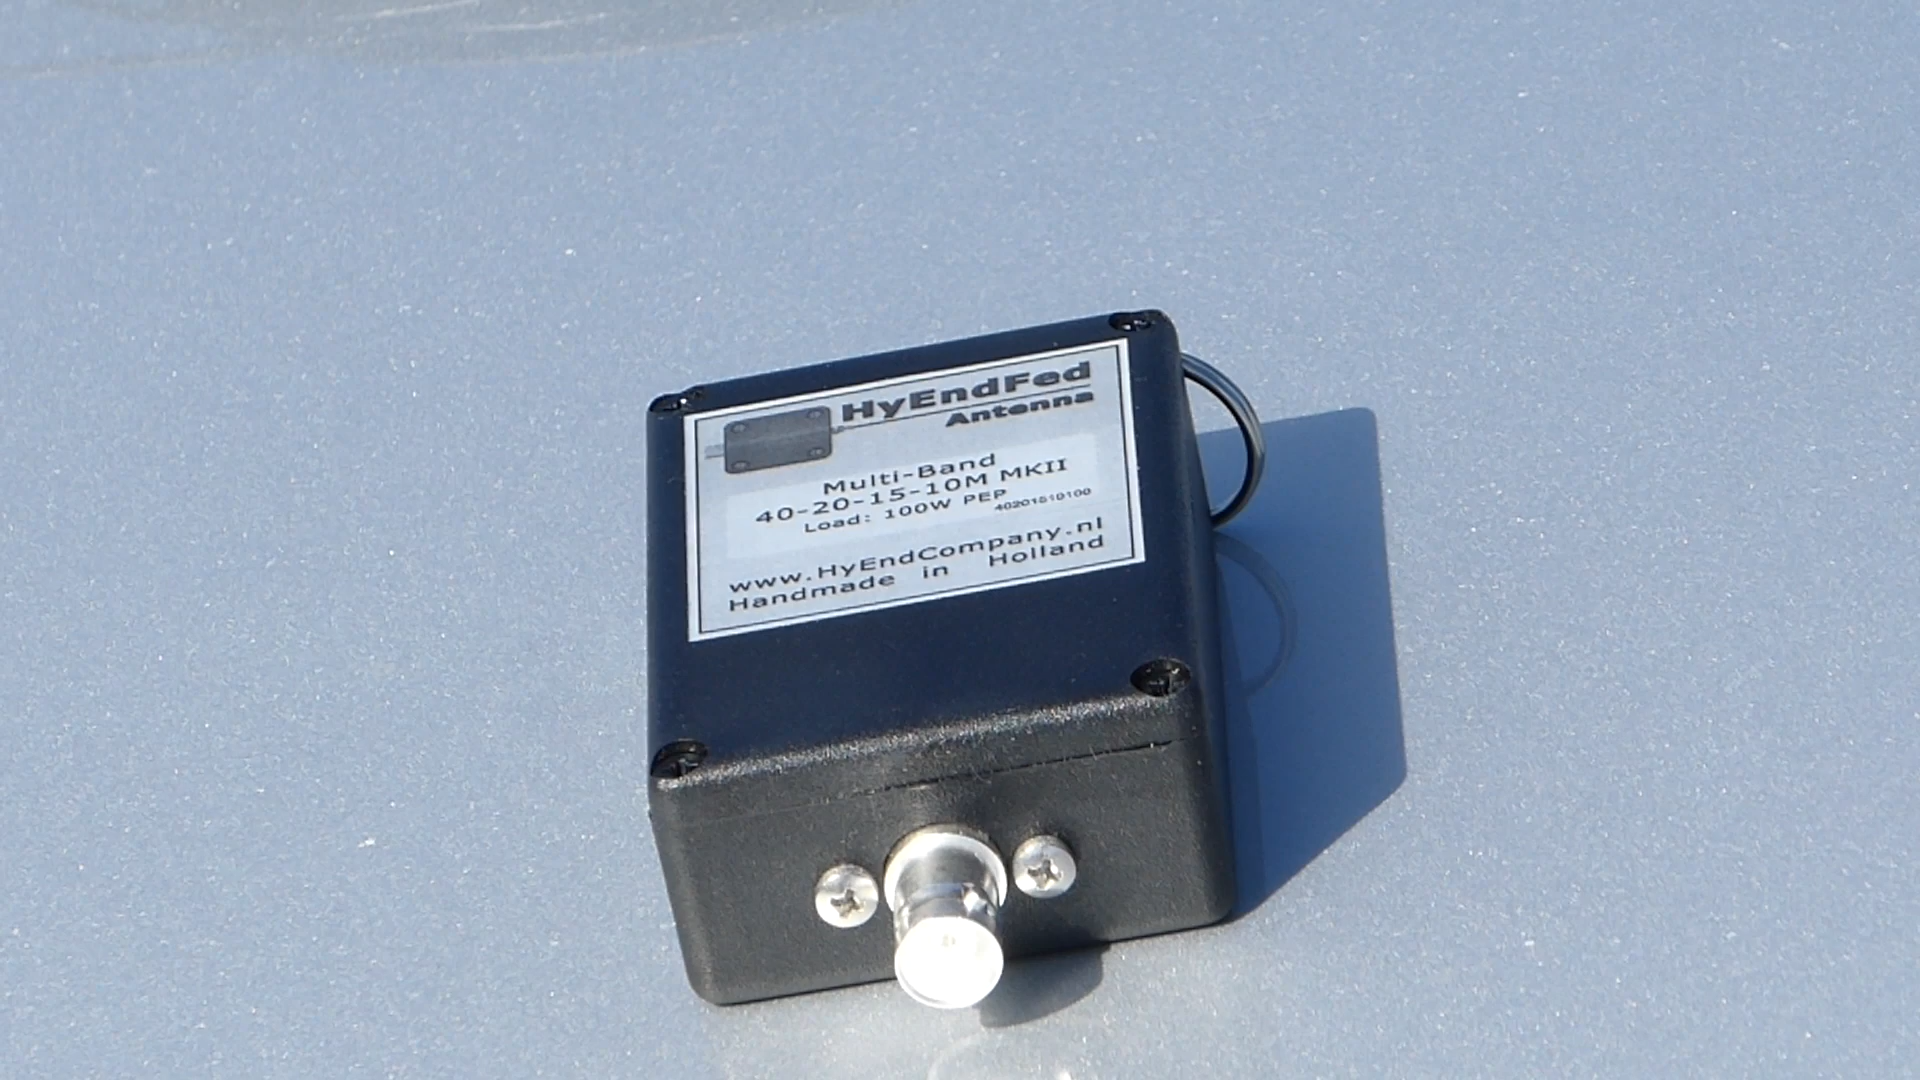 HyEndFed
Antenna
Multi-Band
40-20-15-10M MKII
Load: 100W PEP
40201510100
www.HyEndCompany.nl
Handmade in Holland